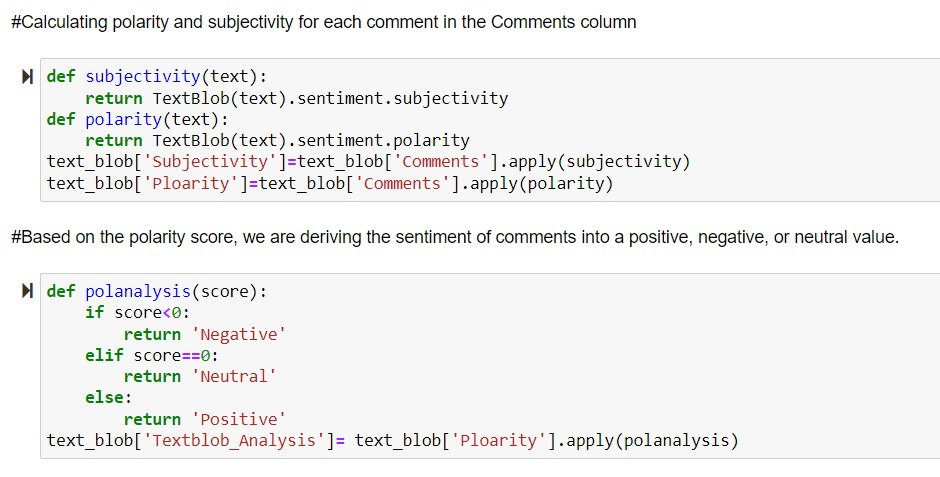 #Calculating polarity and subjectivity for each comment in the Comments column
def subjectivity(text):
    return TextBlob(text).sentiment.subjectivity
def polarity(text):
    return TextBlob(text).sentiment.polarity
text_blob['Subjectivity']=text_blob['Comments'].apply(subjectivity)
text_blob['Ploarity']=text_blob['Comments'].apply(polarity)
#Based on the polarity score, we are deriving the sentiment of comments into a positive, negative, or neutral value.
def polanalysis(score):
    if score<0:
        return 'Negative'
    elif score==0:
        return 'Neutral'
    else:
        return 'Positive'
text_blob['Textblob_Analysis']= text_blob['Ploarity'].apply(polanalysis)